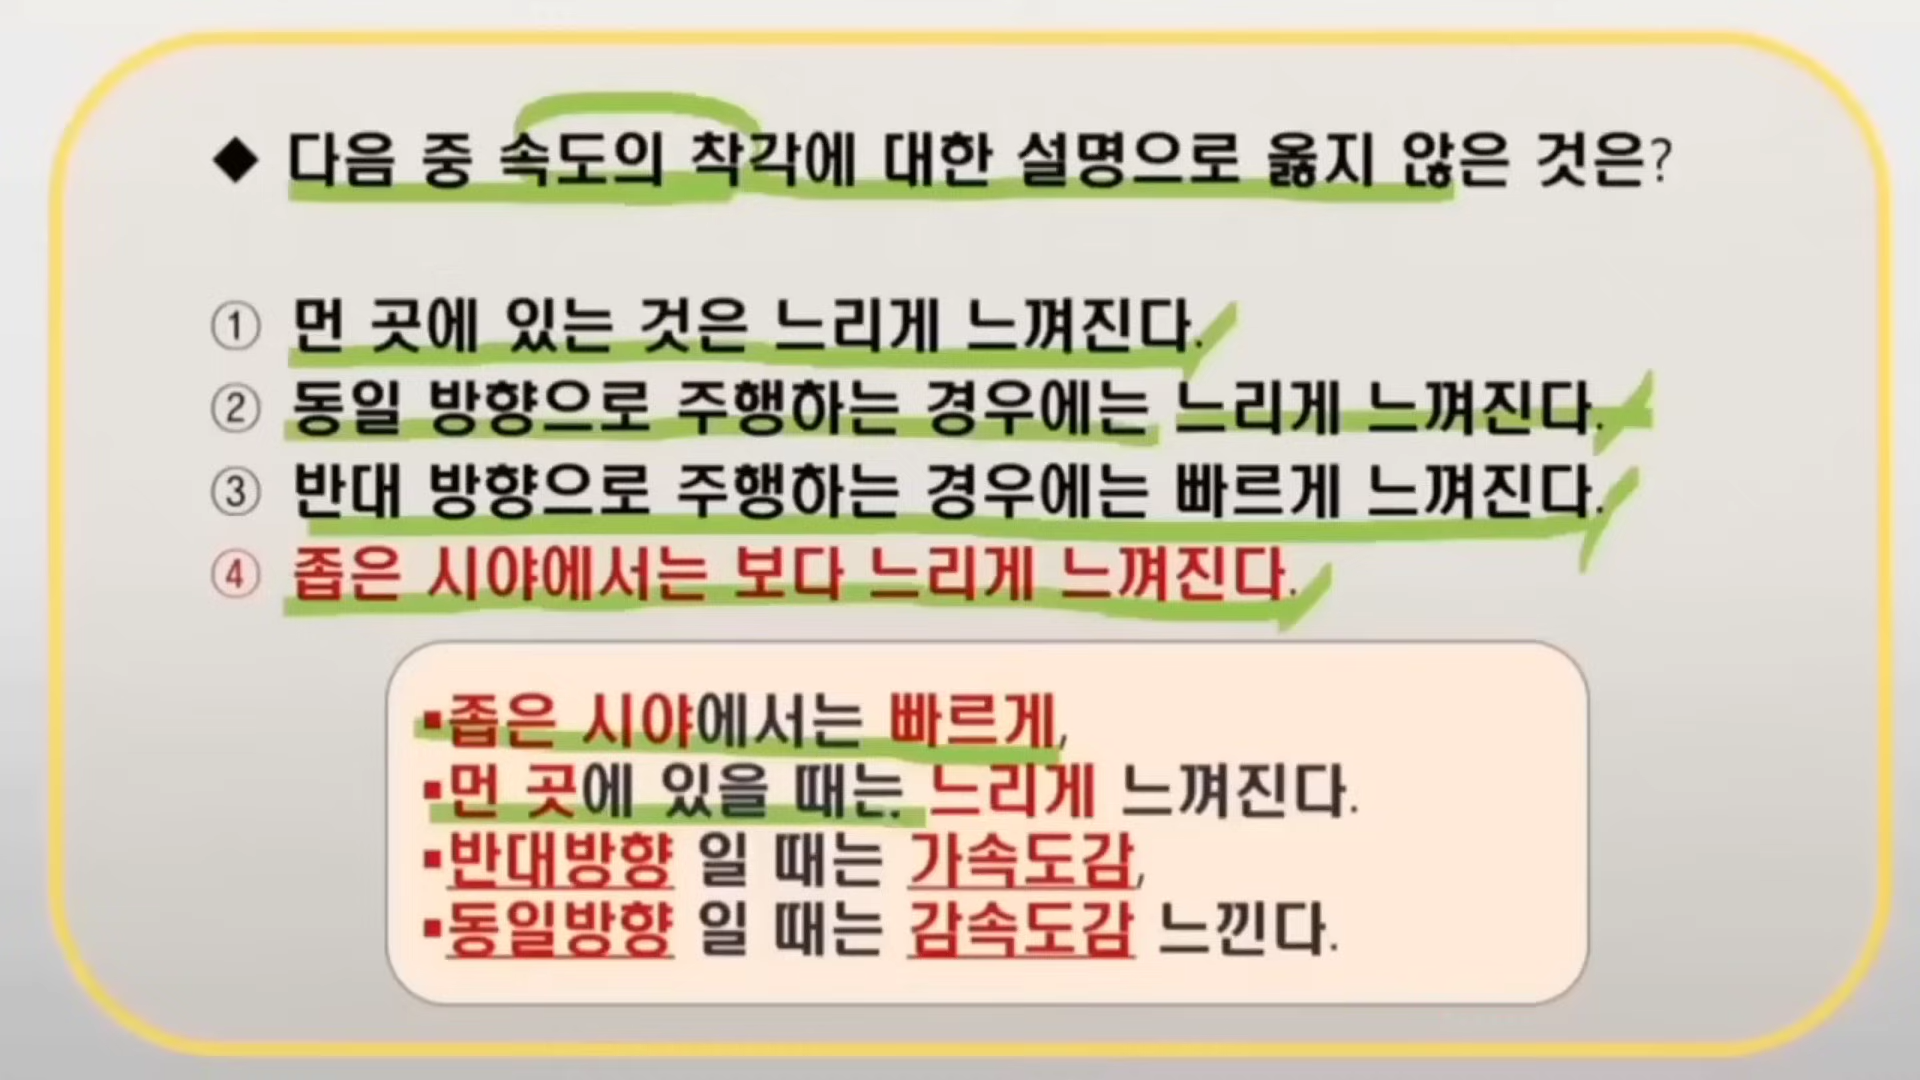 ◆ 다음 중 속도의 착각에 대한 설명으로 옳지 않은 것은?
① 먼 곳에 있는 것은 느리게 느껴진다.
② 동일 방향으로 주행하는 경우에는 느리게 느껴진다.
③ 반대 방향으로 주행하는 경우에는 빠르게 느껴진다.
④ 좁은 시야에서는 보다 느리게 느껴진다.
▪좁은 시야에서는 빠르게,
▪먼 곳에 있을 때는 느리게 느껴진다.
▪반대방향 일 때는 가속도감,
▪동일방향 일 때는 감속도감 느낀다.